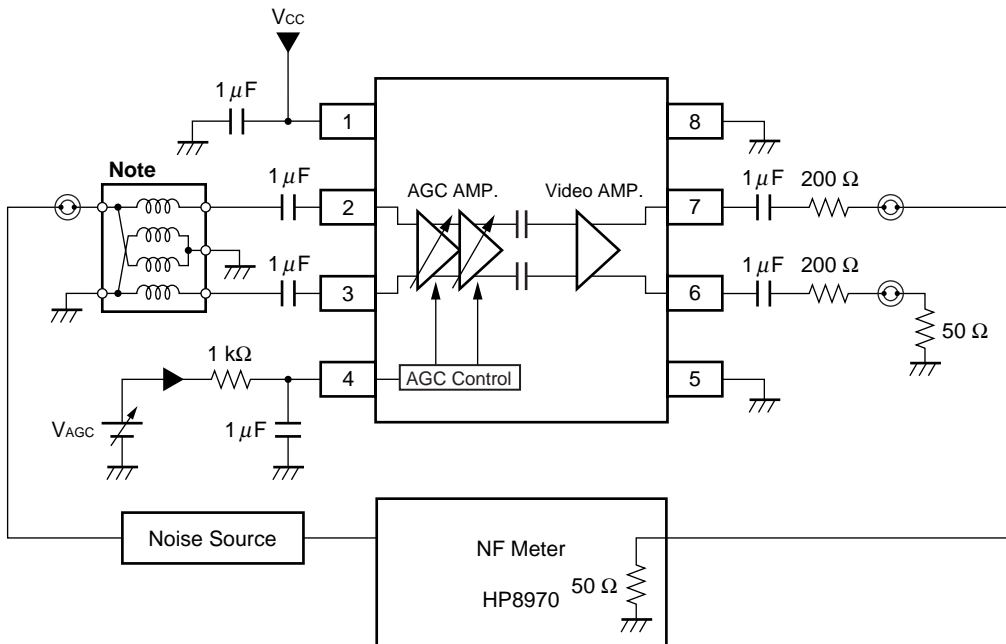 VCC
1 μF
1
8
Note
1 μF
2
AGC AMP.
Video AMP.
7
1 μF
200 Ω
1 μF
3
6
1 μF
200 Ω
50 Ω
1 kΩ
4
AGC Control
5
VAGC
1 μF
Noise Source
NF Meter
HP8970
50 Ω